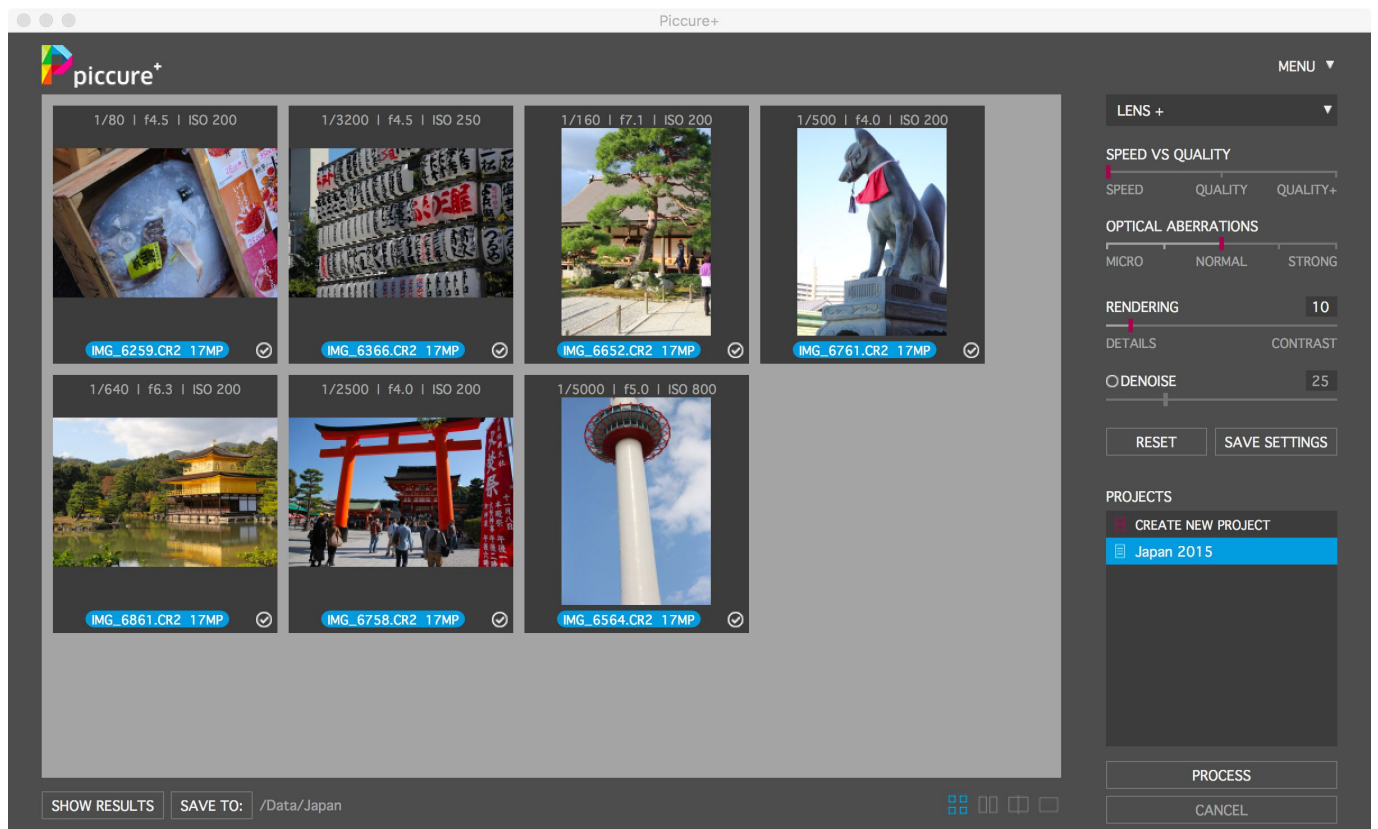 Piccure+
piccure+
MENU ▼
1/80 | f4.5 | ISO 200
IMG_6259.CR2 17MP
1/3200 | f4.5 | ISO 250
IMG_6366.CR2 17MP
1/160 | f7.1 | ISO 200
IMG_6652.CR2 17MP
1/500 | f4.0 | ISO 200
IMG_6761.CR2 17MP
1/640 | f6.3 | ISO 200
IMG_6861.CR2 17MP
1/2500 | f4.0 | ISO 200
IMG_6758.CR2 17MP
1/5000 | f5.0 | ISO 800
IMG_6564.CR2 17MP
LENS +
SPEED VS QUALITY
SPEED QUALITY QUALITY+
OPTICAL ABERRATIONS
MICRO NORMAL STRONG
RENDERING 10
DETAILS CONTRAST
DENOISE 25
RESET SAVE SETTINGS
PROJECTS
CREATE NEW PROJECT
Japan 2015
PROCESS
CANCEL
SHOW RESULTS SAVE TO: /Data/Japan